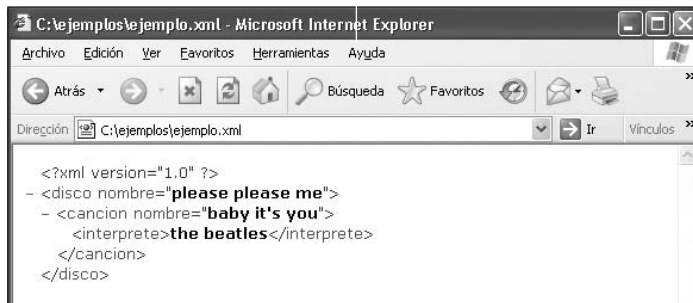 C:\ejemplos\ejemplo.xml - Microsoft Internet Explorer
Archivo Edición Ver Favoritos Herramientas Ayuda
Atrás Búsqueda Favoritos »
Dirección C:\ejemplos\ejemplo.xml Ir Vínculos »
<?xml version="1.0" ?>
- <disco nombre="please please me">
- <cancion nombre="baby it's you">
<interprete>the beatles</interprete>
</cancion>
</disco>